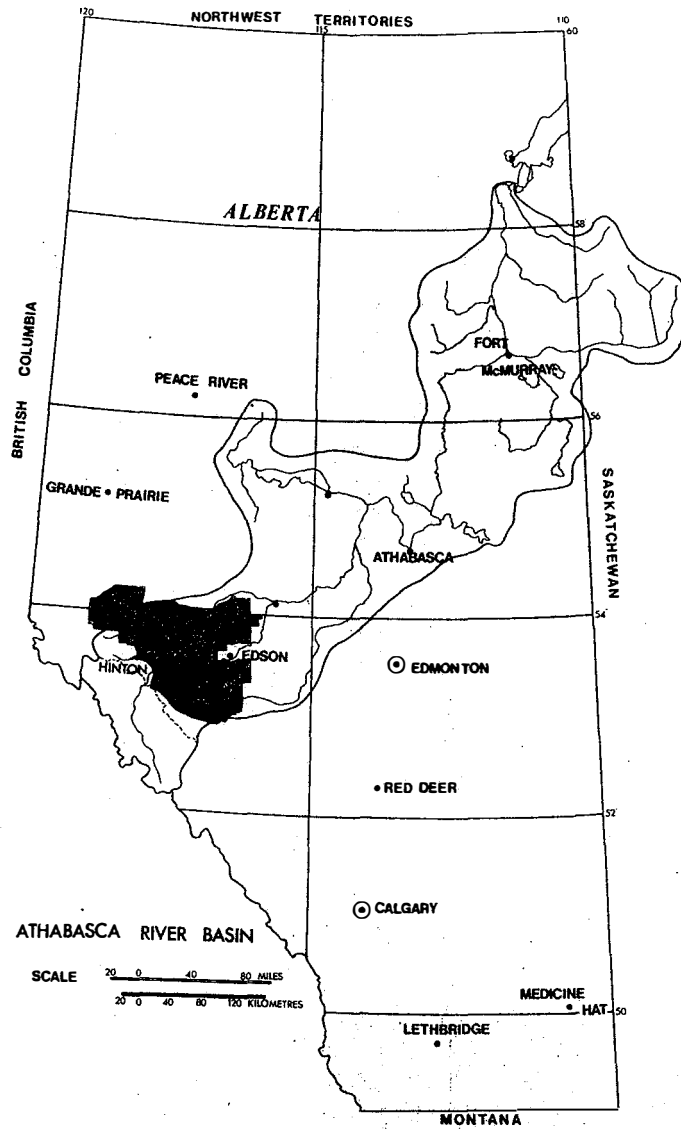 120
NORTHWEST TERRITORIES
115
110
60
ALBERTA
58
BRITISH COLUMBIA
FORT
McMURRAY
PEACE RIVER
56
GRANDE PRAIRIE
SASKATCHEWAN
ATHABASCA
54
EDSON
HINTON
EDMONTON
RED DEER
52
CALGARY
ATHABASCA RIVER BASIN
SCALE
20 0 40 80 MILES
20 0 40 80 120 KILOMETRES
MEDICINE
HAT
50
LETHBRIDGE
MONTANA